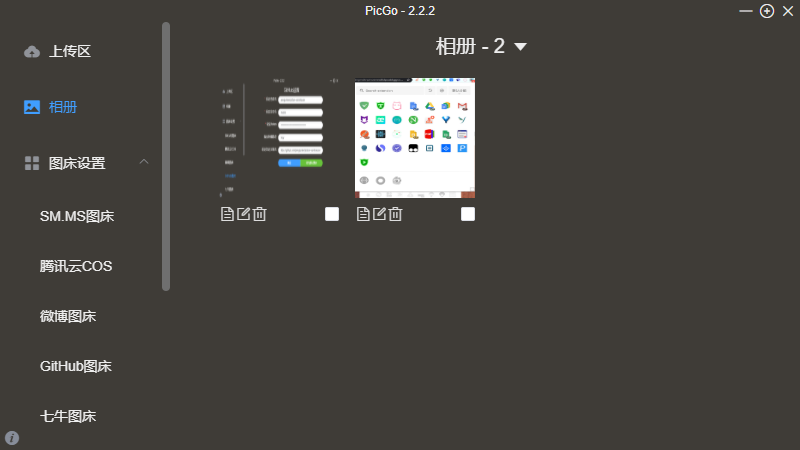 PicGo - 2.2.2
上传区
相册
图床设置
SM.MS图床
腾讯云COS
微博图床
GitHub图床
七牛图床
相册 - 2